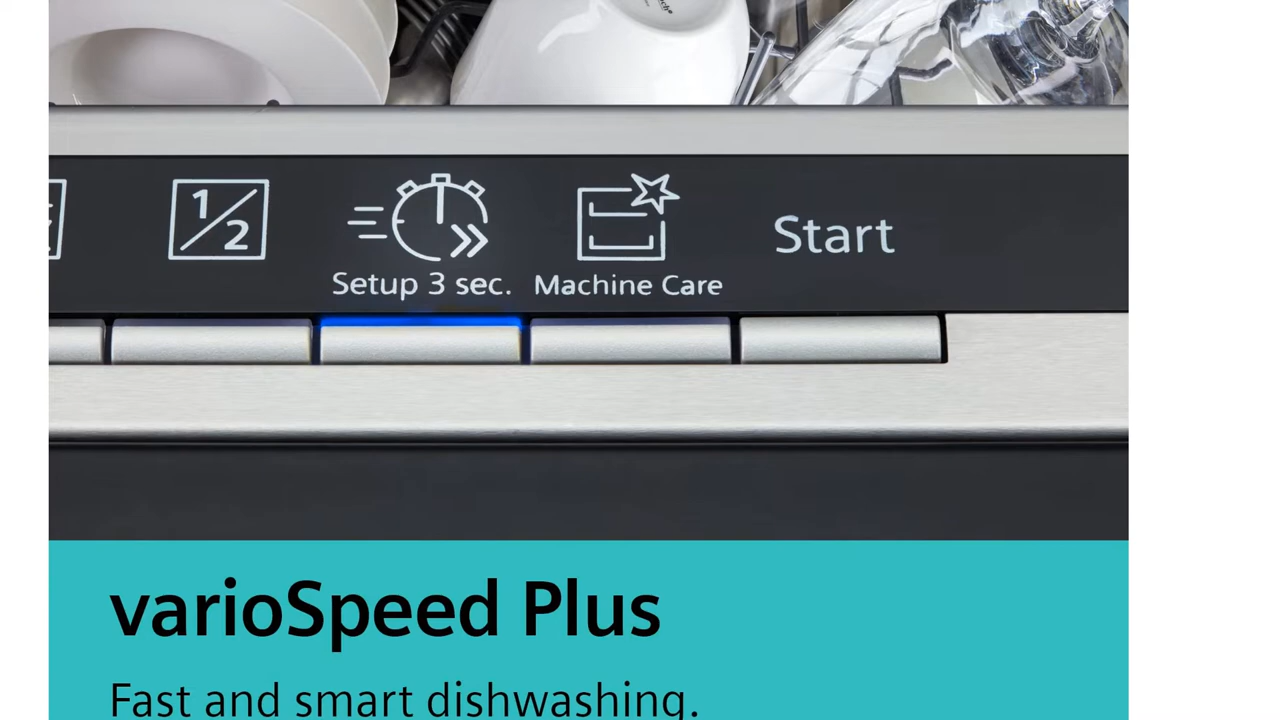 1/2
Setup 3 sec.
Machine Care
Start
varioSpeed Plus
Fast and smart dishwashing.